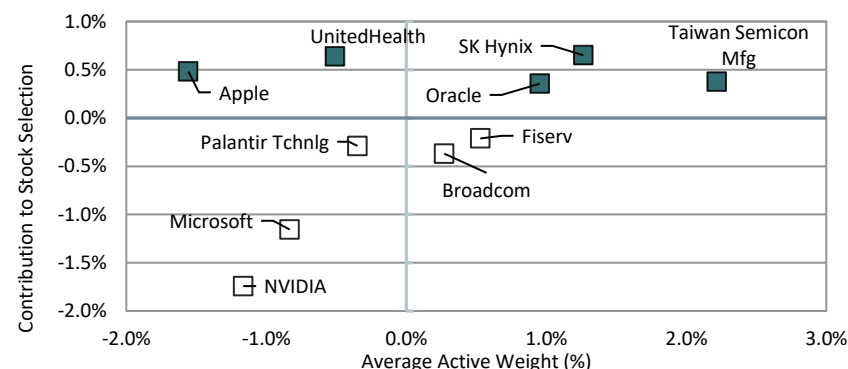 Contribution to Stock Selection
1.0%
0.5%
0.0%
-0.5%
-1.0%
-1.5%
-2.0%
UnitedHealth
SK Hynix
Taiwan Semicon
Mfg
Apple
Oracle
Palantir Tchnlg
Fiserv
Broadcom
Microsoft
NVIDIA
-2.0%
-1.0%
0.0%
1.0%
2.0%
3.0%
Average Active Weight (%)